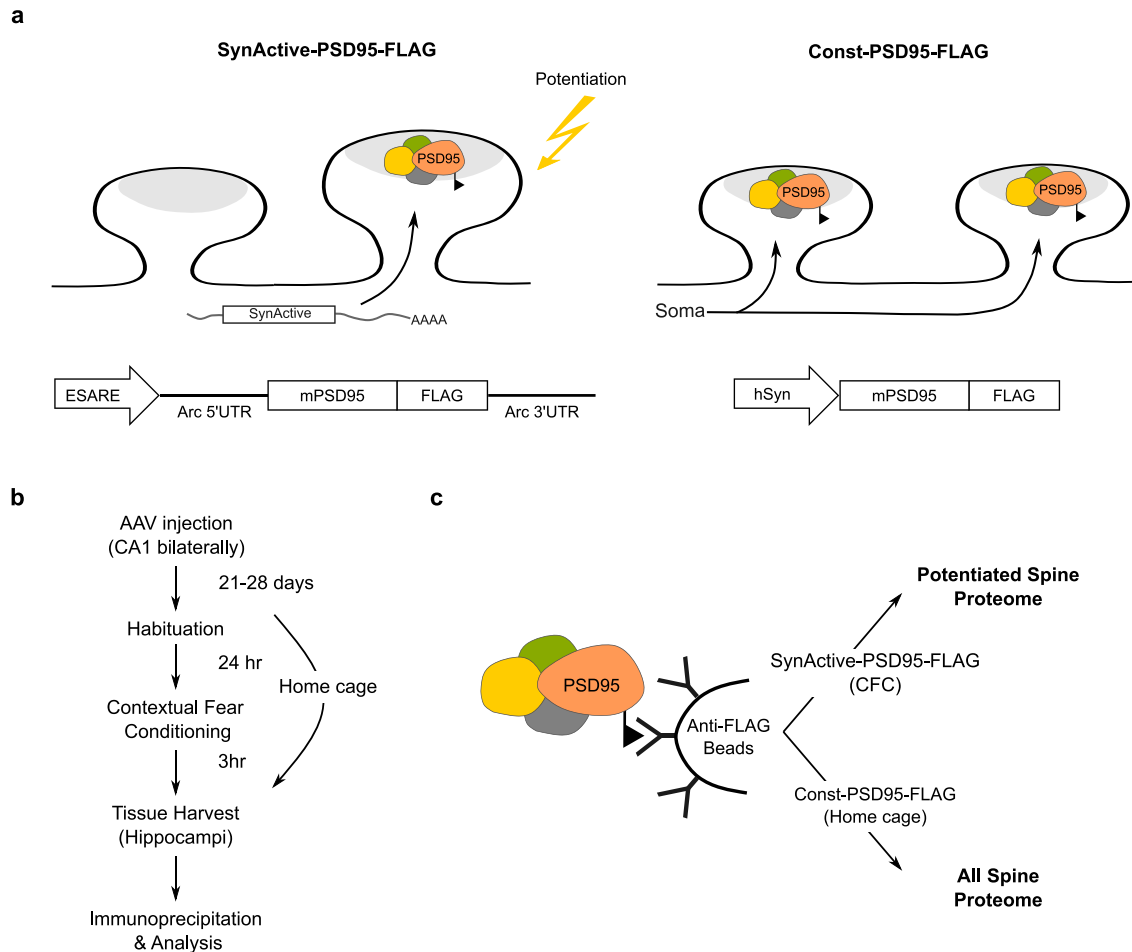 a
SynActive-PSD95-FLAG
Potentiation
PSD95
SynActive
AAAA
ESARE
Arc 5'UTR
mPSD95
FLAG
Arc 3'UTR
Const-PSD95-FLAG
PSD95
PSD95
Soma
hSyn
mPSD95
FLAG
b
AAV injection
(CA1 bilaterally)
21-28 days
Habituation
24 hr
Home cage
Contextual Fear
Conditioning
3hr
Tissue Harvest
(Hippocampi)
Immunoprecipitation
& Analysis
c
PSD95
Anti-FLAG
Beads
Potentiated Spine
Proteome
SynActive-PSD95-FLAG
(CFC)
Const-PSD95-FLAG
(Home cage)
All Spine
Proteome